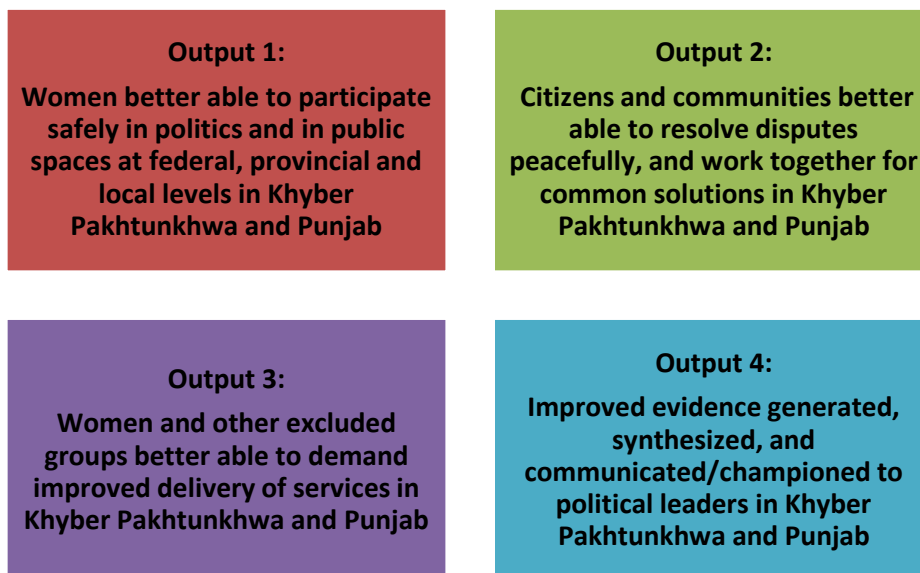 Output 1:
Women better able to participate
safely in politics and in public
spaces at federal, provincial and
local levels in Khyber
Pakhtunkhwa and Punjab
Output 2:
Citizens and communities better
able to resolve disputes
peacefully, and work together for
common solutions in Khyber
Pakhtunkhwa and Punjab
Output 3:
Women and other excluded
groups better able to demand
improved delivery of services in
Khyber Pakhtunkhwa and Punjab
Output 4:
Improved evidence generated,
synthesized, and
communicated/championed to
political leaders in Khyber
Pakhtunkhwa and Punjab